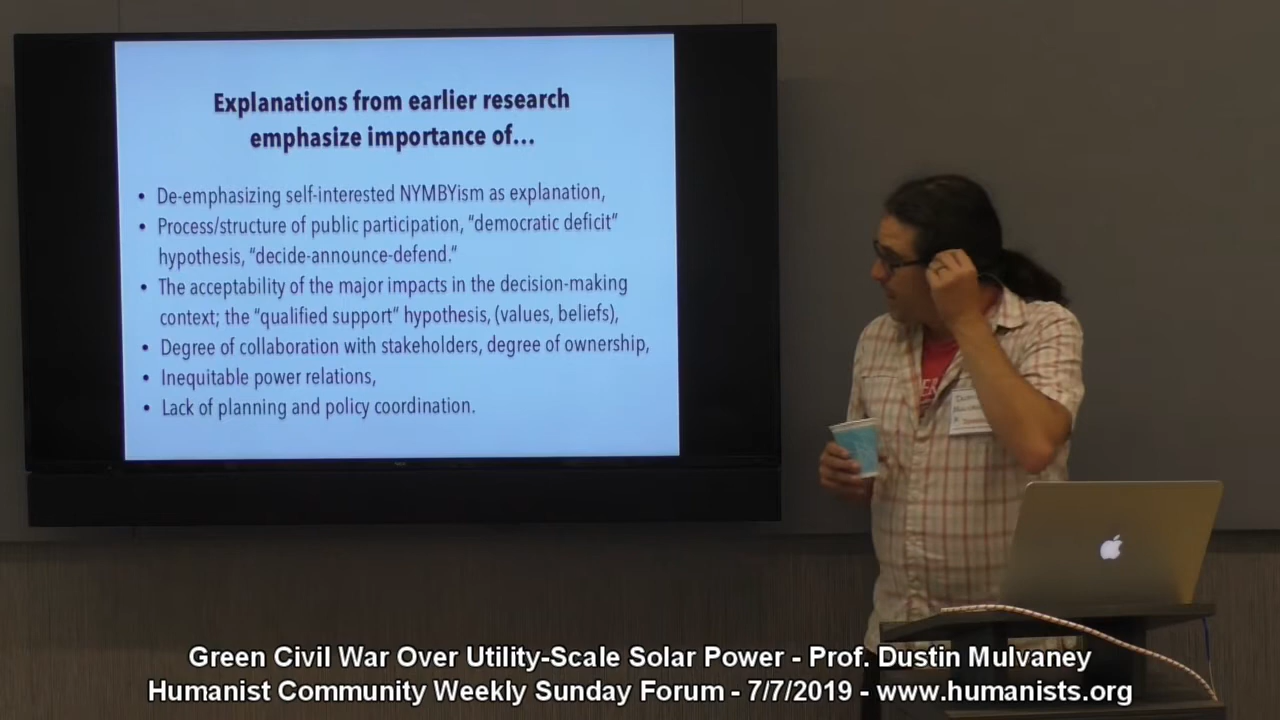 Explanations from earlier research
emphasize importance of...
• De-emphasizing self-interested NYMBYism as explanation,
• Process/structure of public participation, “democratic deficit”
hypothesis, “decide-announce-defend.”
• The acceptability of the major impacts in the decision-making
context; the “qualified support” hypothesis, (values, beliefs),
• Degree of collaboration with stakeholders, degree of ownership,
• Inequitable power relations,
• Lack of planning and policy coordination.
Green Civil War Over Utility-Scale Solar Power - Prof. Dustin Mulvaney
Humanist Community Weekly Sunday Forum - 7/7/2019 - www.humanists.org